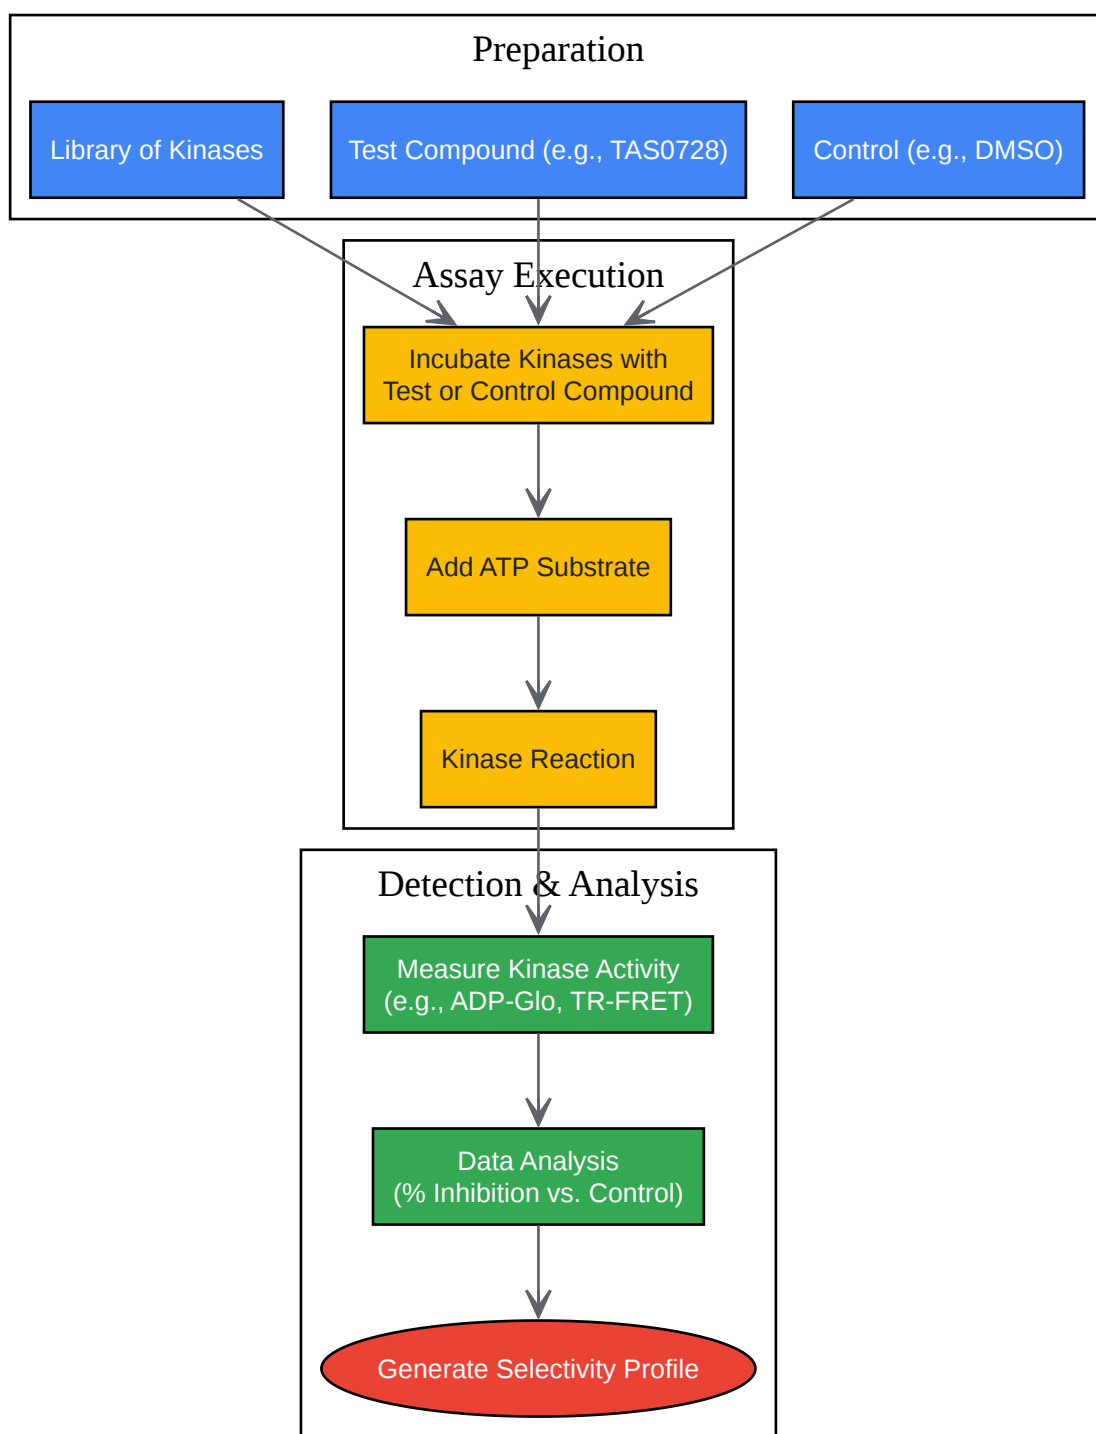 Preparation
Library of Kinases
Test Compound (e.g., TAS0728)
Control (e.g., DMSO)
Assay Execution
Incubate Kinases with
Test or Control Compound
Add ATP Substrate
Kinase Reaction
Detection & Analysis
Measure Kinase Activity
(e.g., ADP-Glo, TR-FRET)
Data Analysis
(% Inhibition vs. Control)
Generate Selectivity Profile